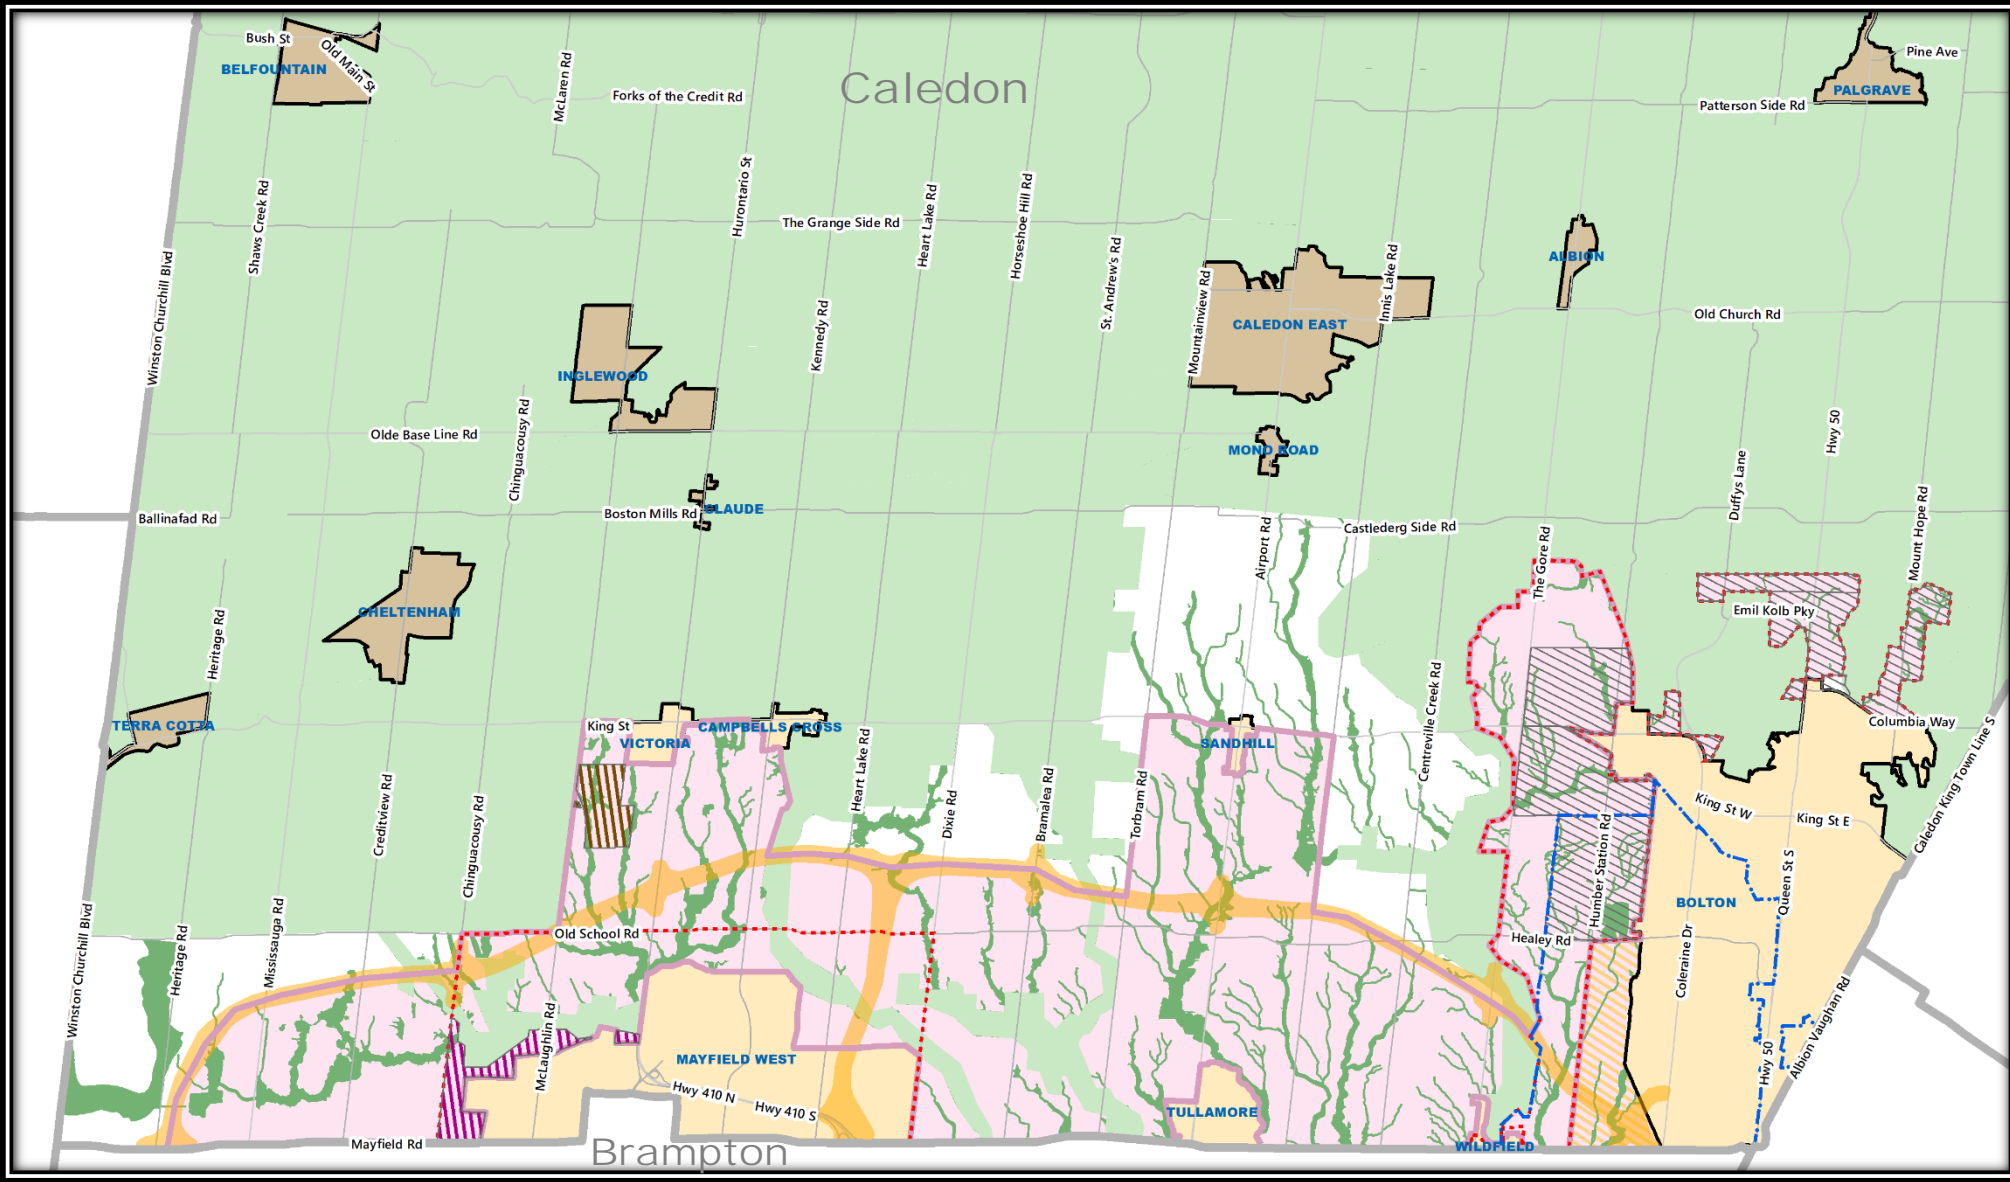 Bush St
BELFOUNTAIN
Old Main St
McLaren Rd
Forks of the Credit Rd
Caledon
Pine Ave
PALGRAVE
Patterson Side Rd
Shaws Creek Rd
Hurontario St
The Grange Side Rd
Heart Lake Rd
Horseshoe Hill Rd
St. Andrew's Rd
Winston Churchill Blvd
Mountainview Rd
Innis Lake Rd
ALBION
Old Church Rd
CALEDON EAST
Kennedy Rd
INGLEWOOD
Olde Base Line Rd
Chinguacousy Rd
MONO ROAD
Hwy 50
Duffys Lane
Mount Hope Rd
Ballinafad Rd
Boston Mills Rd
CLAUDE
Airport Rd
Castlederg Side Rd
The Gore Rd
CHELTENHAM
Heritage Rd
Emil Kolb Pky
TERRA COTTA
King St
VICTORIA
CAMPBELLS CROSS
Heart Lake Rd
SANDHILL
Centreville Creek Rd
Columbia Way
Caledon King Town Line S
Creditview Rd
Chinguacousy Rd
Dixie Rd
Bramalea Rd
Torbram Rd
King St W
King St E
Humber Station Rd
Queen St S
BOLTON
Winston Churchill Blvd
Heritage Rd
Mississauga Rd
Old School Rd
Healey Rd
Coleraine Dr
McLaughlin Rd
MAYFIELD WEST
Hwy 410 N
Hwy 410 S
Hwy 50
Albion Vaughan Rd
TULLAMORE
WILDFIELD
Mayfield Rd
Brampton